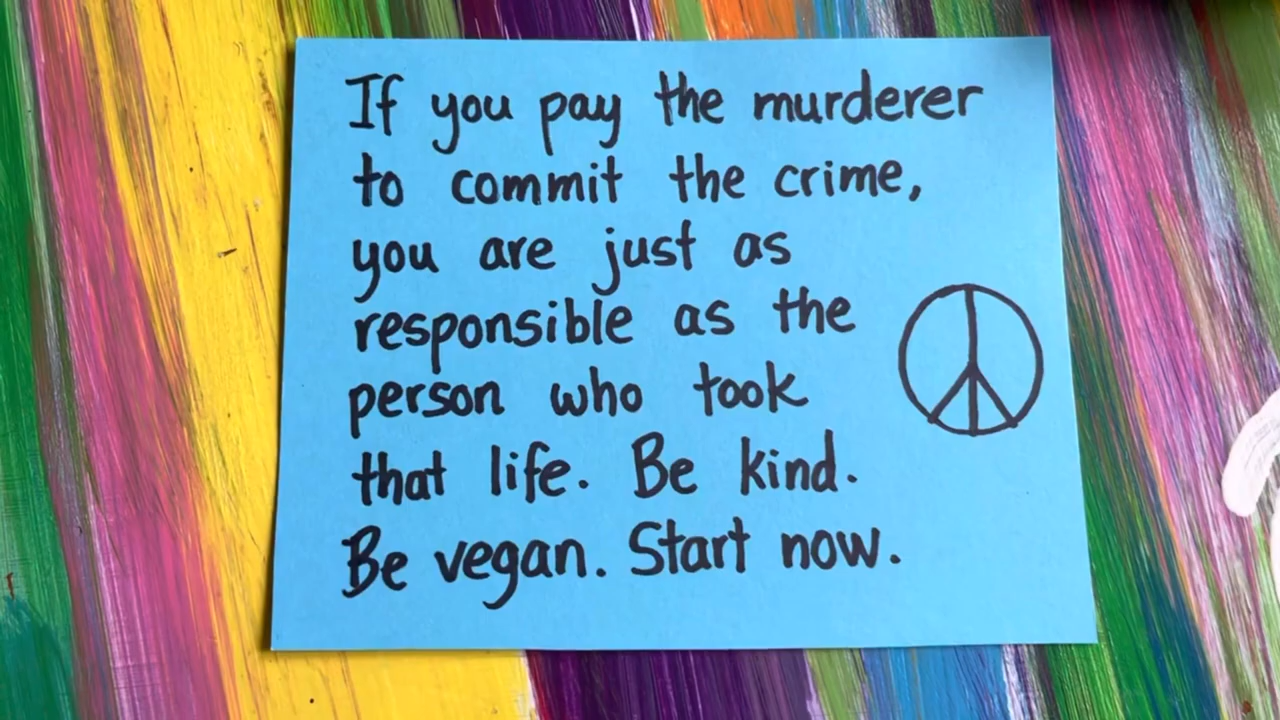 If you pay the murderer
to commit the crime,
you are just as
responsible as the
person who took
that life. Be kind.
Be vegan. Start now.